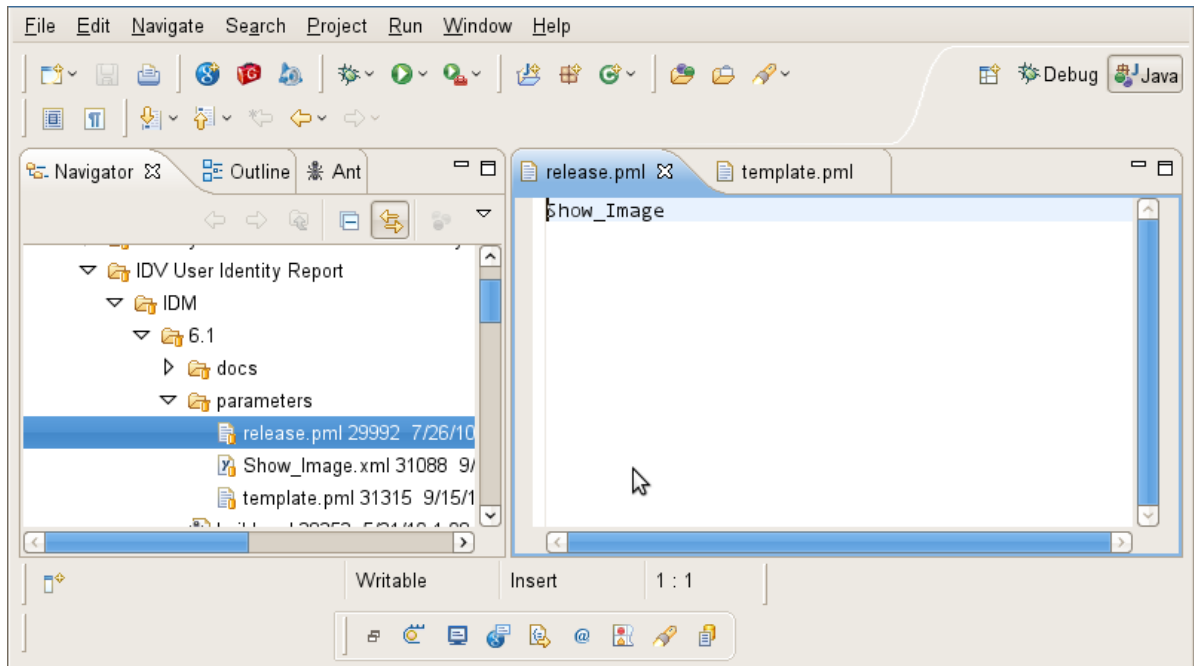 File Edit Navigate Search Project Run Window Help
Debug Java
Navigator Outline Ant
release.pml template.pml
Show_Image
IDV User Identity Report
IDM
6.1
docs
parameters
release.pml 29992 7/26/10
Show_Image.xml 31088 9/
template.pml 31315 9/15/1
Writable Insert 1 : 1